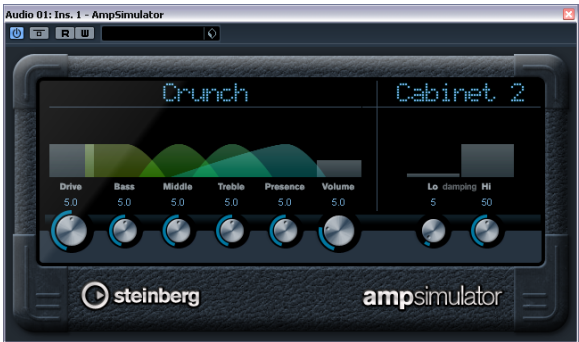 Audio 01: Ins. 1 - AmpSimulator
R W
Crunch Cabinet 2
Drive Bass Middle Treble Presence Volume Lo damping Hi
5.0 5.0 5.0 5.0 5.0 5.0 5 50
steinberg ampsimulator